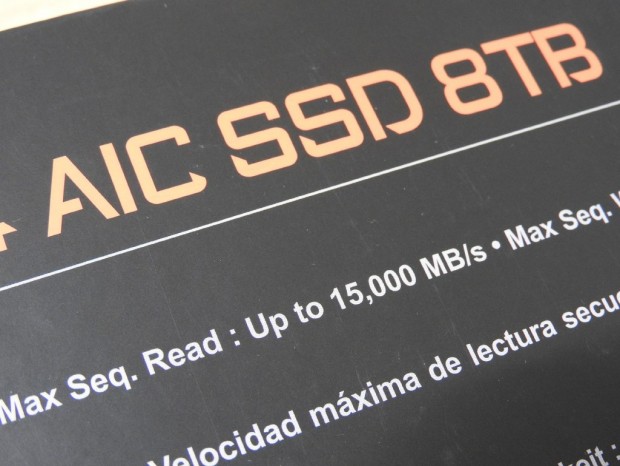 AIC SSD 8TB
Max Seq. Read : Up to 15,000 MB/s • Max Seq.
Velocidad máxima de lectura